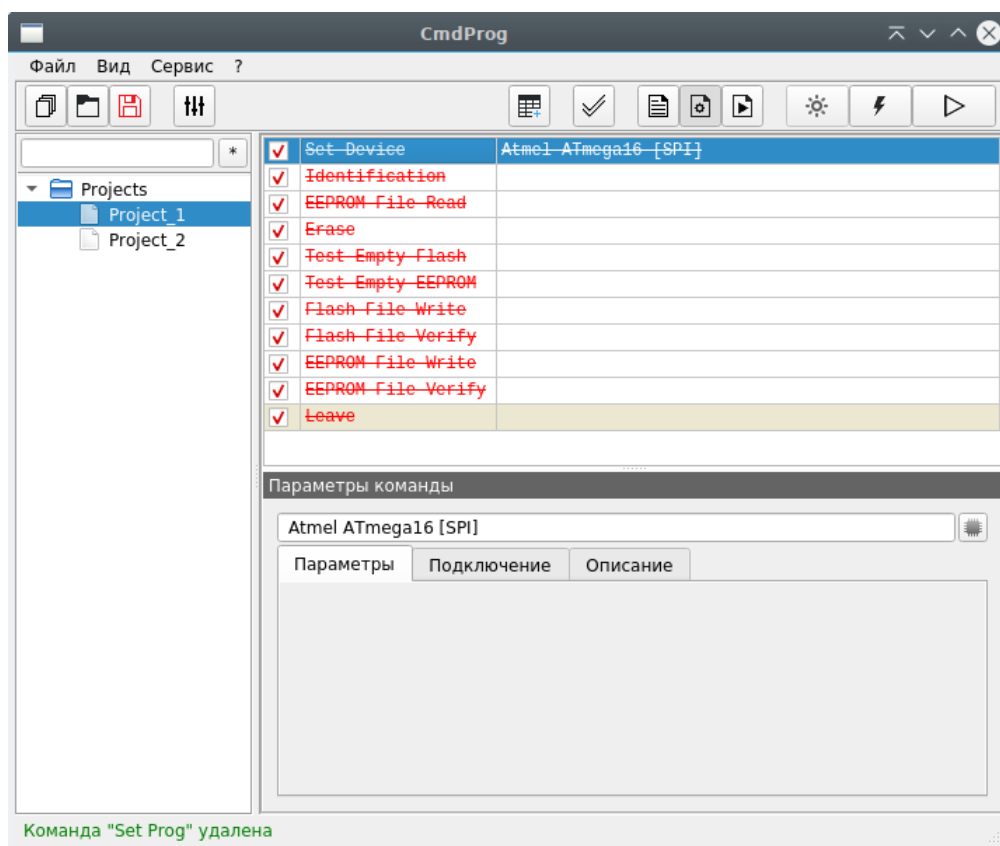 CmdProg
Файл Вид Сервис ?
*
Projects
Project_1
Project_2
Set Device Atmel ATmega16 [SPI]
Identification
EEPROM File Read
Erase
Test Empty Flash
Test Empty EEPROM
Flash File Write
Flash File Verify
EEPROM File Write
EEPROM File Verify
Leave
Параметры команды
Atmel ATmega16 [SPI]
Параметры Подключение Описание
Команда "Set Prog" удалена